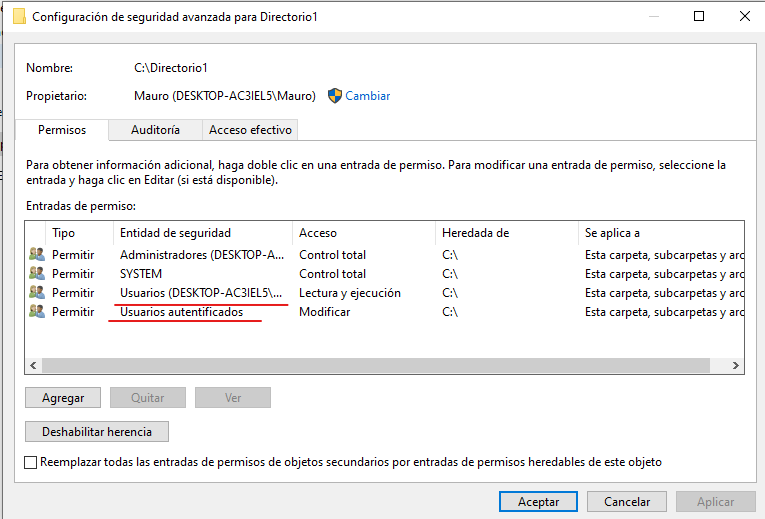 Configuración de seguridad avanzada para Directorio1
Nombre: C:\Directorio1
Propietario: Mauro (DESKTOP-AC3IEL5\Mauro) Cambiar
Permisos Auditoría Acceso efectivo
Para obtener información adicional, haga doble clic en una entrada de permiso. Para modificar una entrada de permiso, seleccione la
entrada y haga clic en Editar (si está disponible).
Entradas de permiso:
Tipo Entidad de seguridad Acceso Heredada de Se aplica a
Permitir Administradores (DESKTOP-A... Control total C:\ Esta carpeta, subcarpetas y arc
Permitir SYSTEM Control total C:\ Esta carpeta, subcarpetas y arc
Permitir Usuarios (DESKTOP-AC3IEL5\... Lectura y ejecución C:\ Esta carpeta, subcarpetas y arc
Permitir Usuarios autentificados Modificar C:\ Esta carpeta, subcarpetas y arc
Agregar Quitar Ver
Deshabilitar herencia
Reemplazar todas las entradas de permisos de objetos secundarios por entradas de permisos heredables de este objeto
Aceptar Cancelar Aplicar